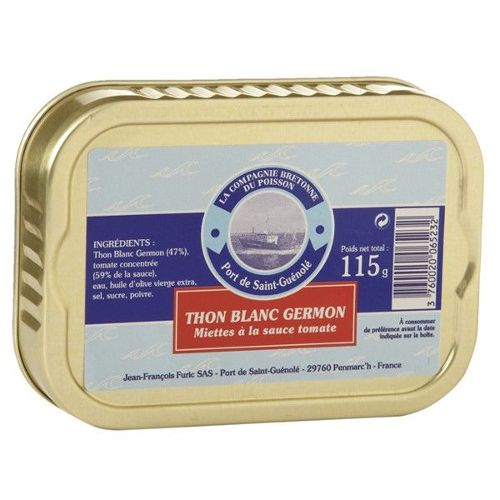 LA COMPAGNIE BRETONNE
DU POISSON
Port de Saint-Guénolé
INGRÉDIENTS :
Thon Blanc Germon (47%),
tomate concentrée
(59% de la sauce),
eau, huile d'olive vierge extra,
sel, sucre, poivre.
THON BLANC GERMON
Miettes à la sauce tomate
Poids net total :
115g
3 760020 065232
À consommer
de préférence avant la date
indiquée sur la boîte.
Jean-François Furic SAS - Port de Saint-Guénolé - 29760 Penmarc'h - France